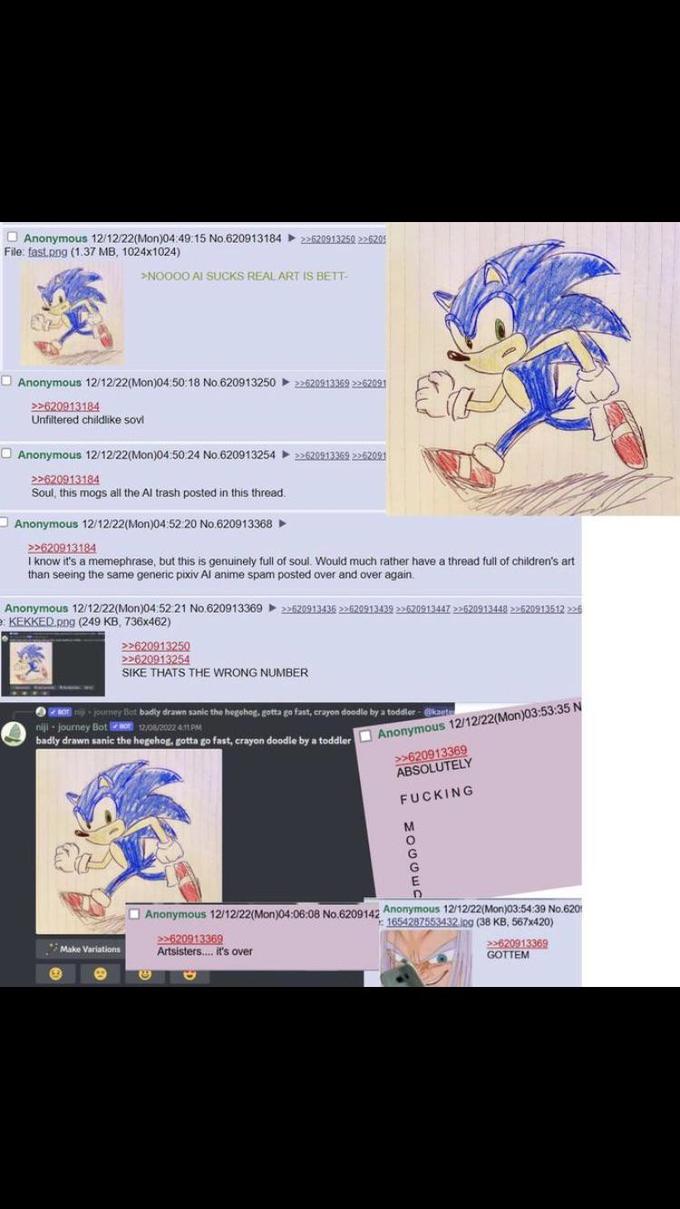 Anonymous 12/12/22(Mon)04:49:15 No.620913184 ▶ >>620913250 >>6209
File: fast.png (1.37 MB, 1024x1024)
>NOOOO AI SUCKS REAL ART IS BETT-
Anonymous 12/12/22(Mon)04:50:18 No.620913250 ▶ >>620913369 >>62091
>>620913184
Unfiltered childlike sovl
Anonymous 12/12/22(Mon)04:50:24 No.620913254 ▶ >>620913369 >>62091
>>620913184
Soul, this mogs all the AI trash posted in this thread.
Anonymous 12/12/22(Mon)04:52:20 No.620913368 ▶
>>620913184
I know it's a memephrase, but this is genuinely full of soul. Would much rather have a thread full of children's art
than seeing the same generic pixiv AI anime spam posted over and over again.
Anonymous 12/12/22(Mon)04:52:21 No.620913369 ▶ >>620913436 >>620913439 >>620913447 >>620913448 >>620913512 >>6
e: KEKKED.png (249 KB, 736x462)
>>620913250
>>620913254
SIKE THATS THE WRONG NUMBER
BOT niji • journey Bot badly drawn sanic the hegehog, gotta go fast, crayon doodle by a toddler - @kaeten
niji • journey Bot BOT 12/08/2022 4:11 PM
badly drawn sanic the hegehog, gotta go fast, crayon doodle by a toddler
Anonymous 12/12/22(Mon)03:53:35 N
>>620913369
ABSOLUTELY
FUCKING
M
O
G
G
E
D
Make Variations
Anonymous 12/12/22(Mon)04:06:08 No.6209142
>>620913369
Artsisters.... it's over
Anonymous 12/12/22(Mon)03:54:39 No.620
: 1654287553432.jpg (38 KB, 567x420)
>>620913369
GOTTEM